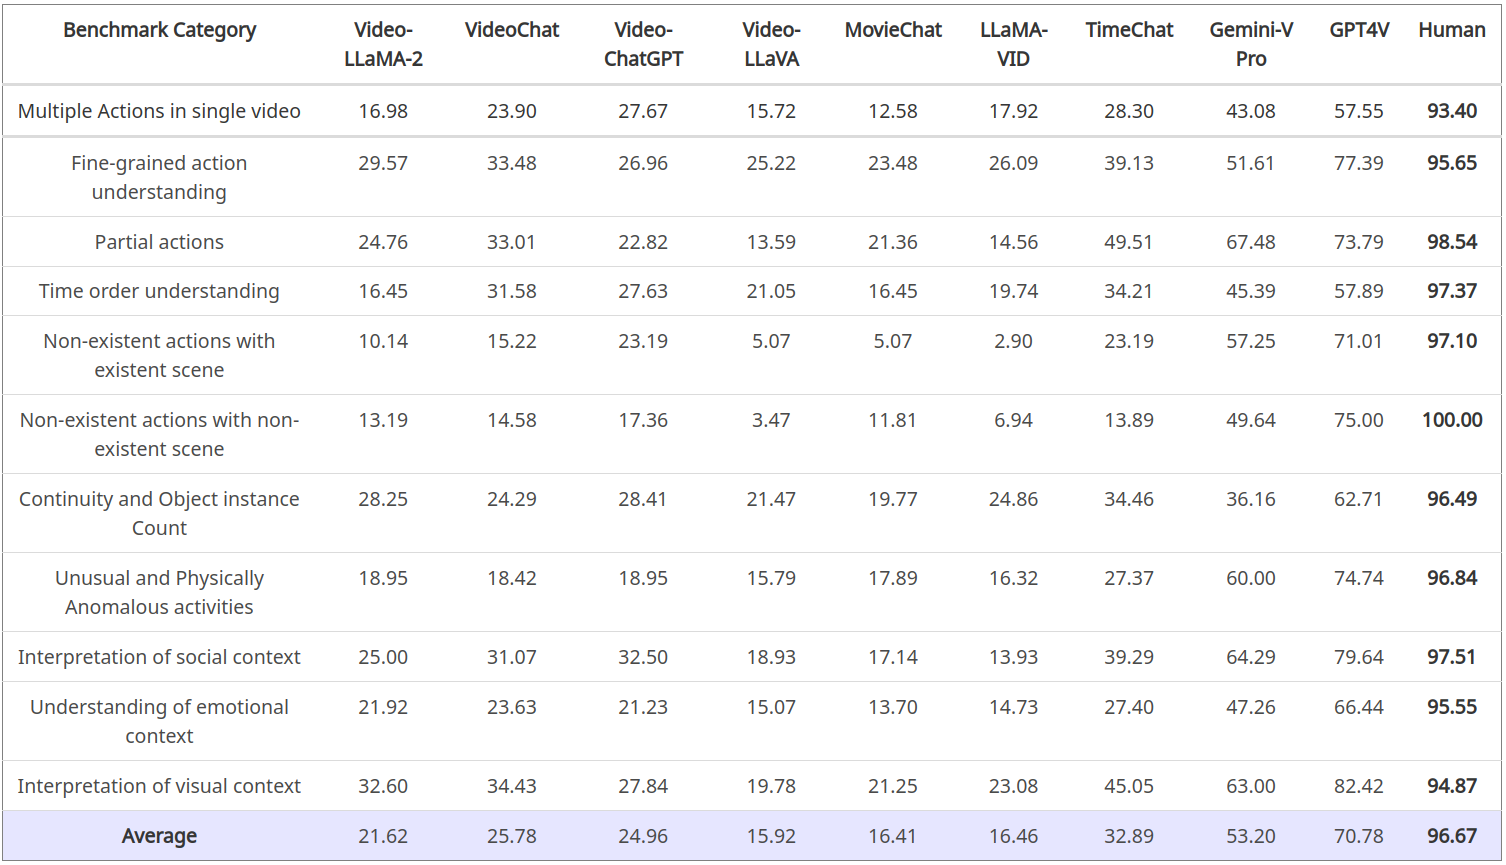 Benchmark Category Video-LLaMA-2 VideoChat Video-ChatGPT Video-LLaVA MovieChat LLaMA-VID TimeChat Gemini-V Pro GPT4V Human
Multiple Actions in single video 16.98 23.90 27.67 15.72 12.58 17.92 28.30 43.08 57.55 93.40
Fine-grained action understanding 29.57 33.48 26.96 25.22 23.48 26.09 39.13 51.61 77.39 95.65
Partial actions 24.76 33.01 22.82 13.59 21.36 14.56 49.51 67.48 73.79 98.54
Time order understanding 16.45 31.58 27.63 21.05 16.45 19.74 34.21 45.39 57.89 97.37
Non-existent actions with existent scene 10.14 15.22 23.19 5.07 5.07 2.90 23.19 57.25 71.01 97.10
Non-existent actions with non-existent scene 13.19 14.58 17.36 3.47 11.81 6.94 13.89 49.64 75.00 100.00
Continuity and Object instance Count 28.25 24.29 28.41 21.47 19.77 24.86 34.46 36.16 62.71 96.49
Unusual and Physically Anomalous activities 18.95 18.42 18.95 15.79 17.89 16.32 27.37 60.00 74.74 96.84
Interpretation of social context 25.00 31.07 32.50 18.93 17.14 13.93 39.29 64.29 79.64 97.51
Understanding of emotional context 21.92 23.63 21.23 15.07 13.70 14.73 27.40 47.26 66.44 95.55
Interpretation of visual context 32.60 34.43 27.84 19.78 21.25 23.08 45.05 63.00 82.42 94.87
Average 21.62 25.78 24.96 15.92 16.41 16.46 32.89 53.20 70.78 96.67